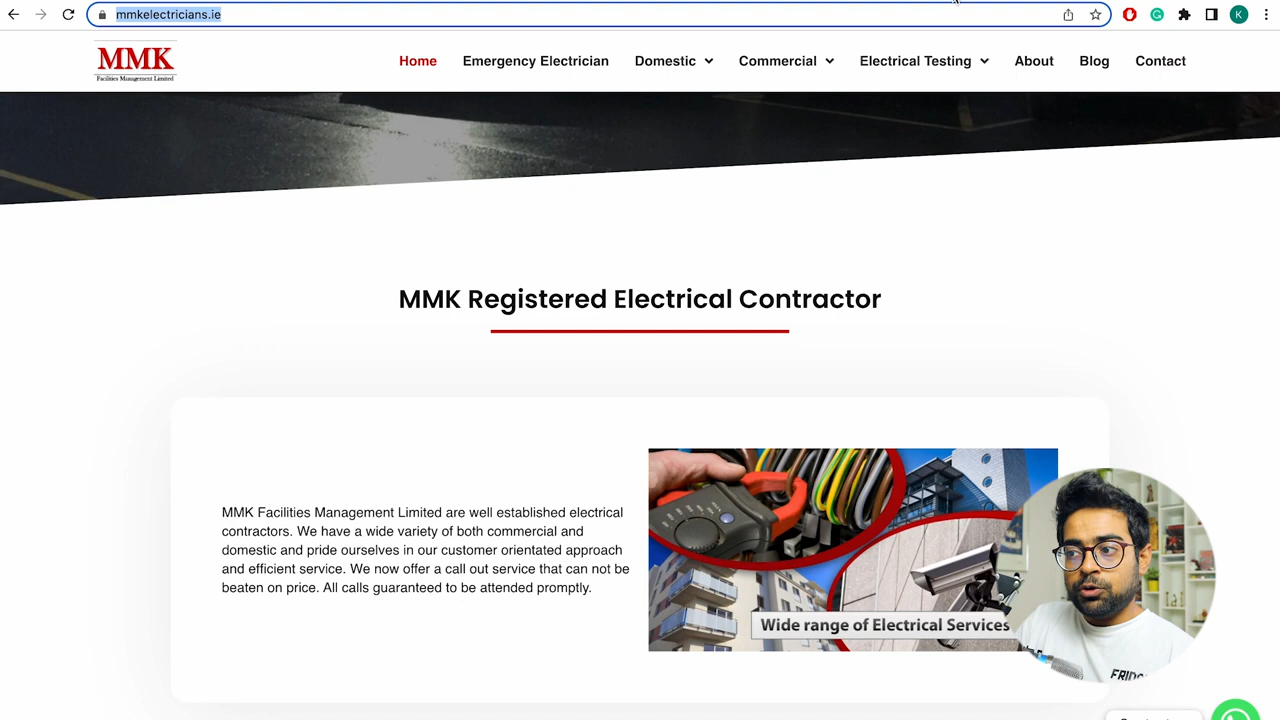 mmkelectricians.ie
K
MMK
Facilities Management Limited
Home
Emergency Electrician
Domestic
Commercial
Electrical Testing
About
Blog
Contact
MMK Registered Electrical Contractor
MMK Facilities Management Limited are well established electrical
contractors. We have a wide variety of both commercial and
domestic and pride ourselves in our customer orientated approach
and efficient service. We now offer a call out service that can not be
beaten on price. All calls guaranteed to be attended promptly.
Wide range of Electrical Services